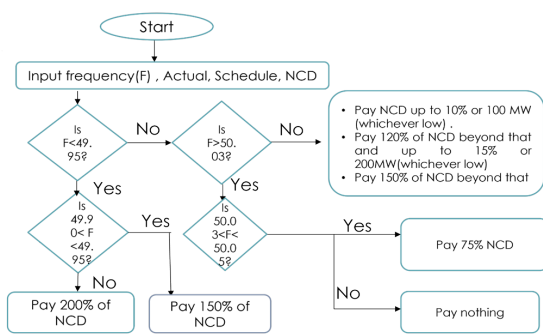 Start
Input frequency(F) , Actual, Schedule, NCD
Is
F<49.
95?
No
Is
F>50.
03?
No
• Pay NCD up to 10% or 100 MW
(whichever low) .
• Pay 120% of NCD beyond that
and up to 15% or
200MW(whichever low)
• Pay 150% of NCD beyond that
Yes
Yes
Is
49.9
0< F
<49.
95?
Yes
Is
50.0
3<F<
50.0
5?
Yes
Pay 75% NCD
No
No
Pay 200% of
NCD
Pay 150% of
NCD
Pay nothing